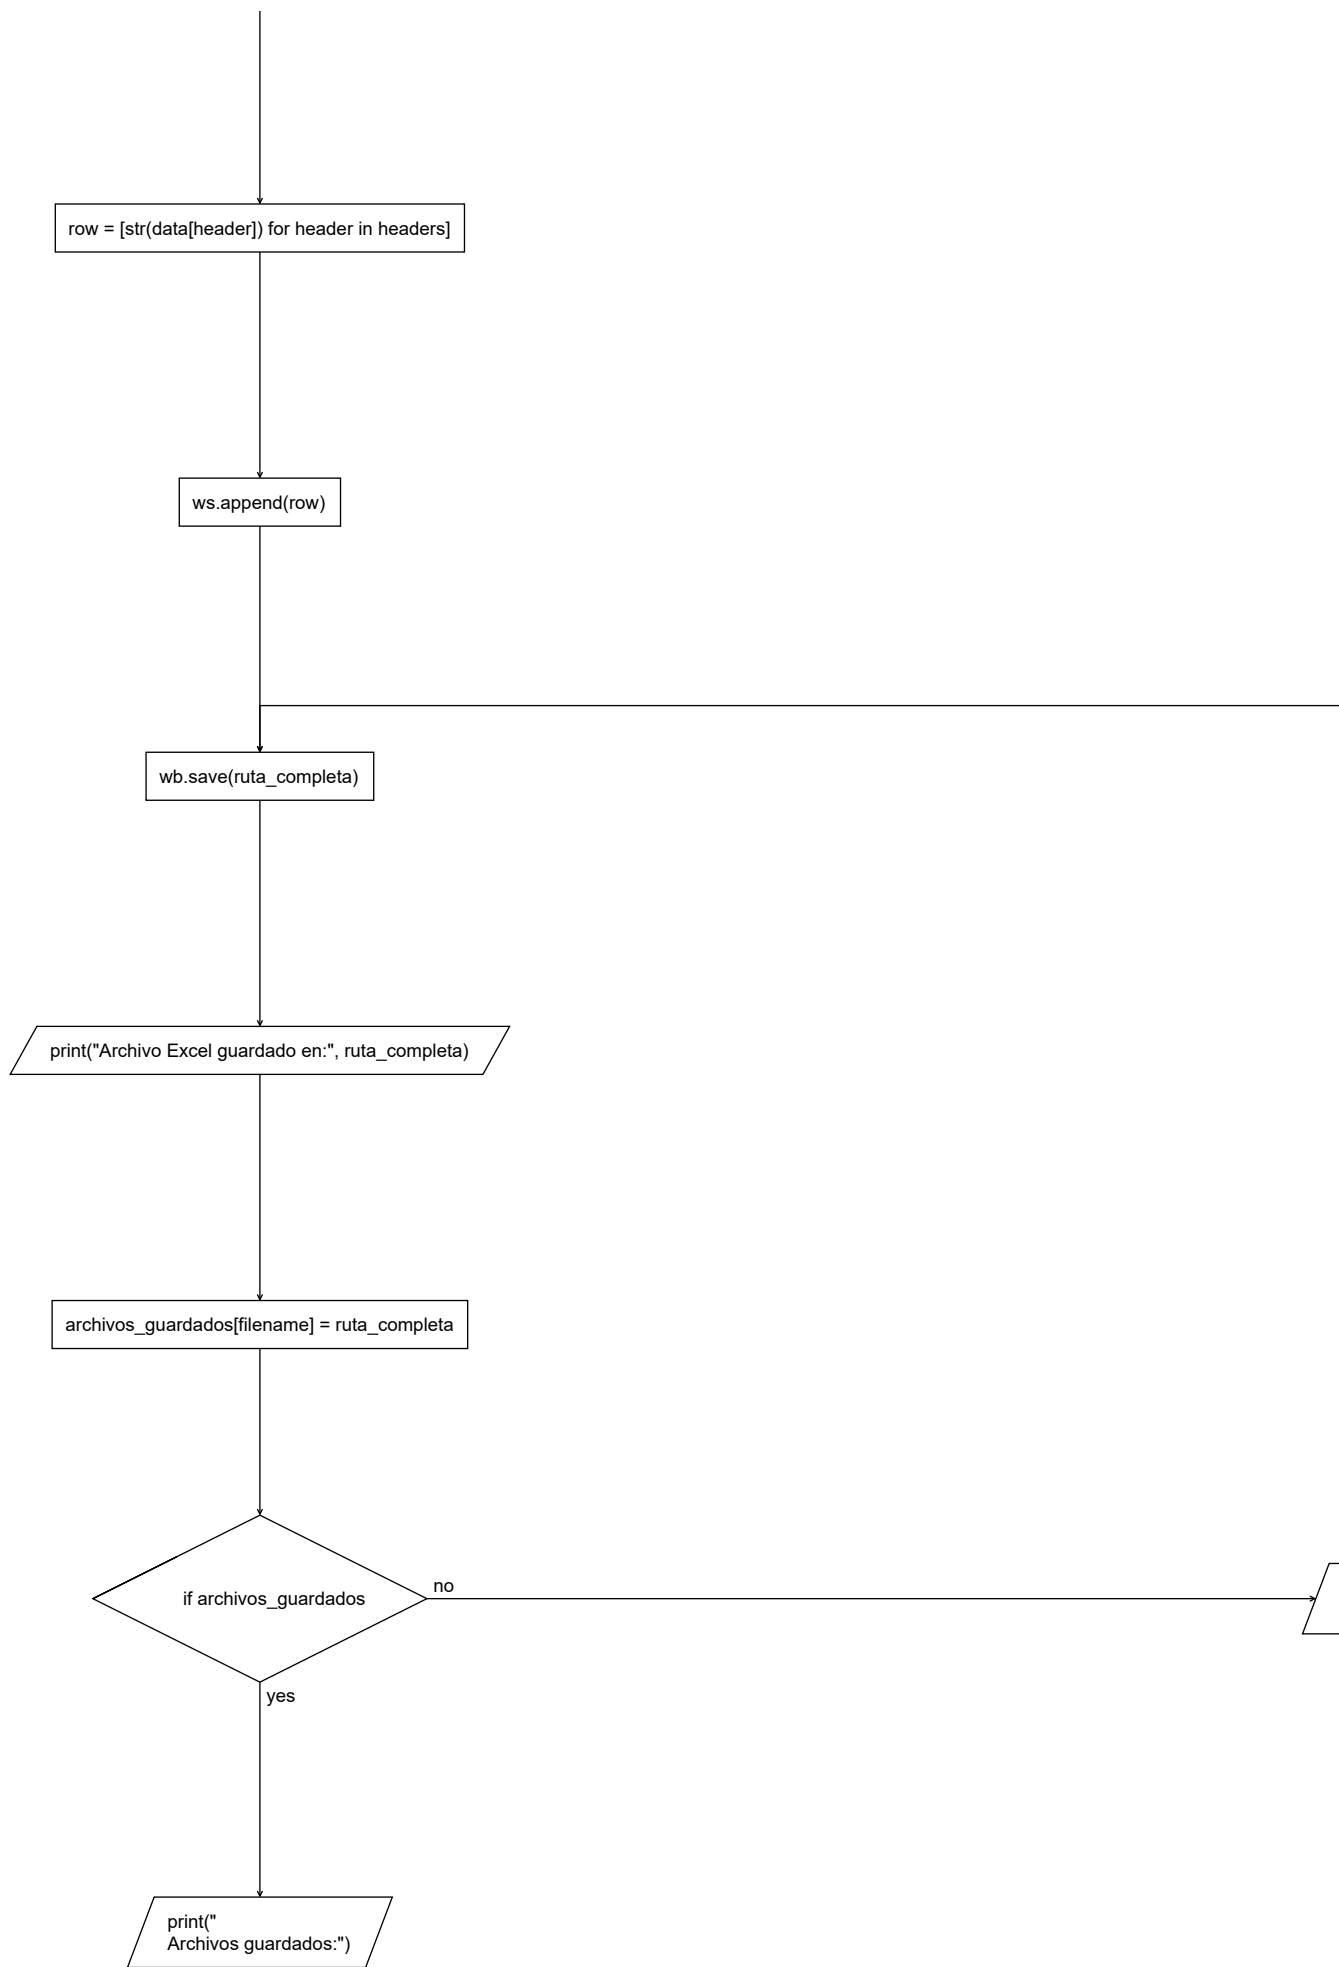 row = [str(data[header]) for header in headers]
ws.append(row)
wb.save(ruta_completa)
print("Archivo Excel guardado en:", ruta_completa)
archivos_guardados[filename] = ruta_completa
if archivos_guardados
no
yes
print("
Archivos guardados:")